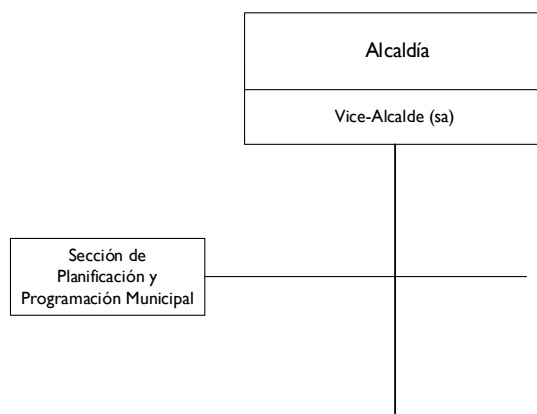 Alcaldía
Vice-Alcalde (sa)
Sección de
Planificación y
Programación Municipal